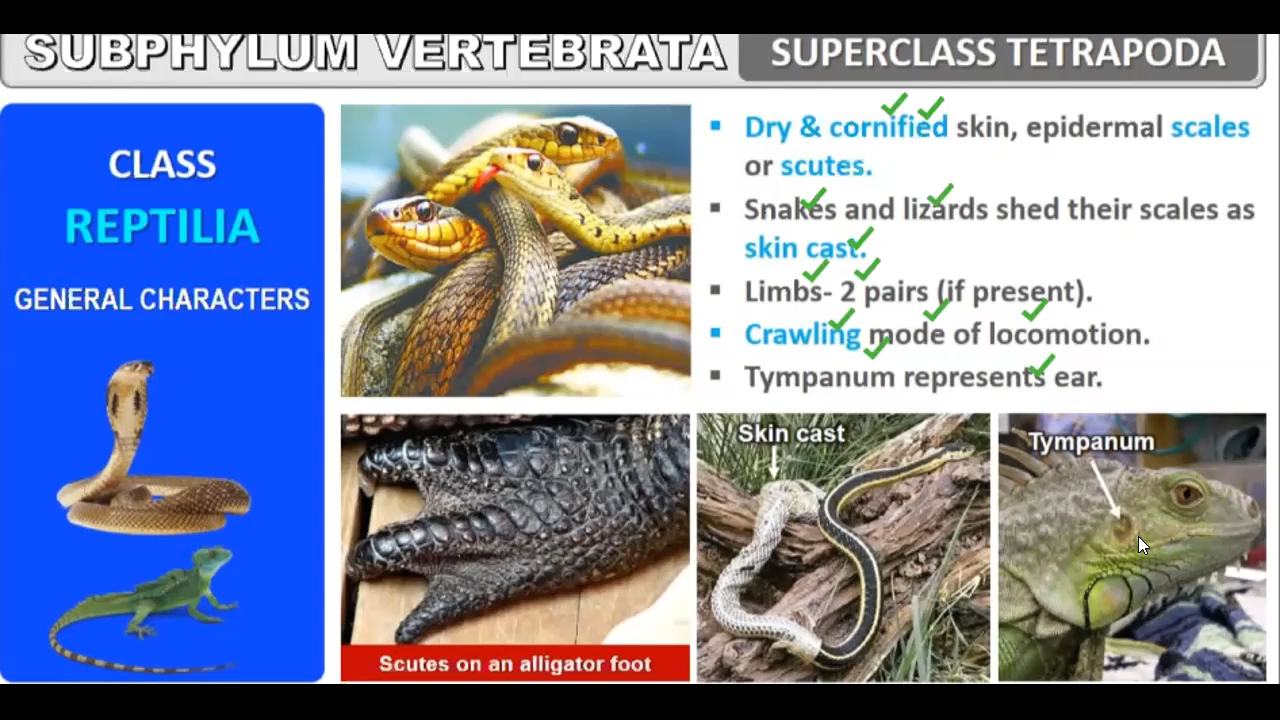 SUBPHYLUM VERTEBRATA
SUPERCLASS TETRAPODA
CLASS
REPTILIA
GENERAL CHARACTERS
▪ Dry & cornified skin, epidermal scales
or scutes.
▪ Snakes and lizards shed their scales as
skin cast.
▪ Limbs- 2 pairs (if present).
▪ Crawling mode of locomotion.
▪ Tympanum represents ear.
Scutes on an alligator foot
Skin cast
Tympanum